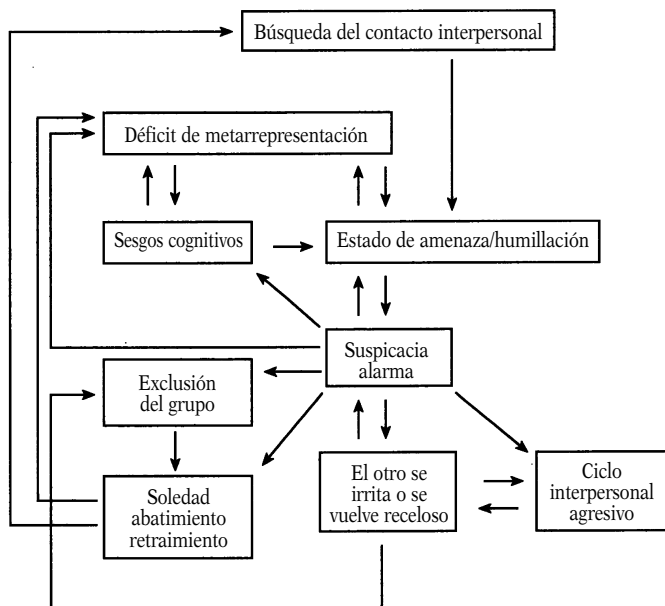 Búsqueda del contacto interpersonal
Déficit de metarrepresentación
Sesgos cognitivos
Estado de amenaza/humillación
Suspicacia
alarma
Exclusión
del grupo
Soledad
abatimiento
retraimiento
El otro se
irrita o se
vuelve receloso
Ciclo
interpersonal
agresivo